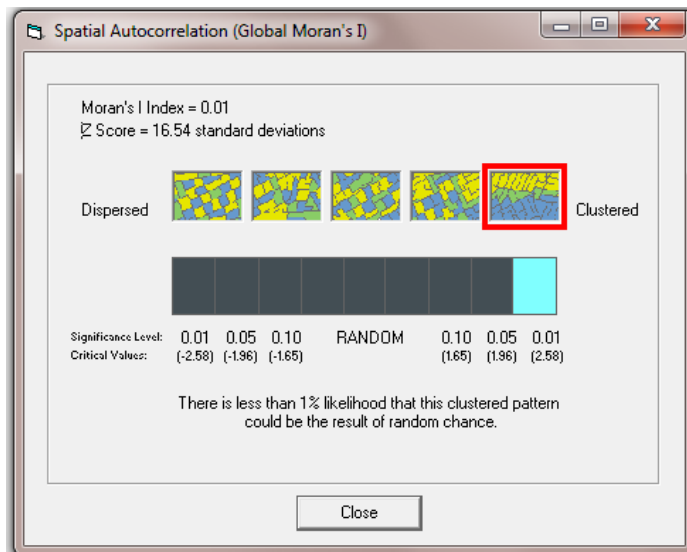 Spatial Autocorrelation (Global Moran's I)
Moran's I Index = 0.01
Z Score = 16.54 standard deviations
Dispersed
Clustered
Significance Level: 0.01 0.05 0.10 RANDOM 0.10 0.05 0.01
Critical Values: (-2.58) (-1.96) (-1.65) (1.65) (1.96) (2.58)
There is less than 1% likelihood that this clustered pattern
could be the result of random chance.
Close